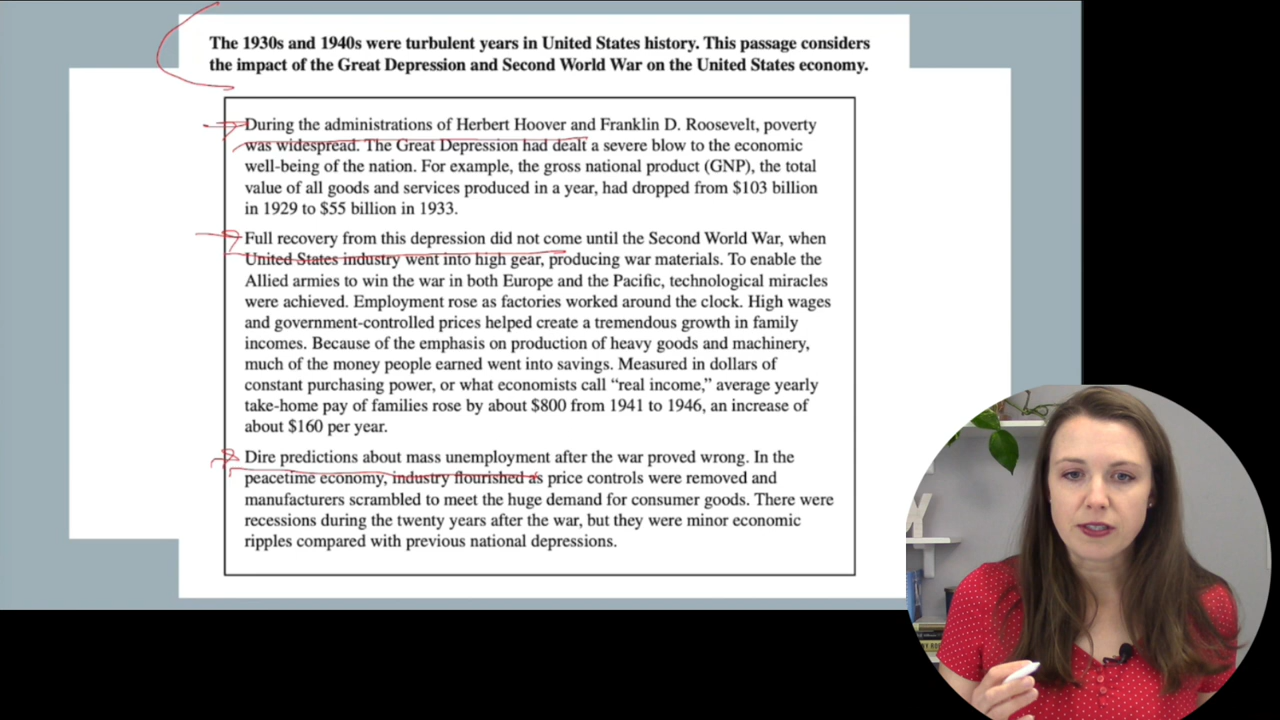 The 1930s and 1940s were turbulent years in United States history. This passage considers
the impact of the Great Depression and Second World War on the United States economy.
During the administrations of Herbert Hoover and Franklin D. Roosevelt, poverty
was widespread. The Great Depression had dealt a severe blow to the economic
well-being of the nation. For example, the gross national product (GNP), the total
value of all goods and services produced in a year, had dropped from $103 billion
in 1929 to $55 billion in 1933.
Full recovery from this depression did not come until the Second World War, when
United States industry went into high gear, producing war materials. To enable the
Allied armies to win the war in both Europe and the Pacific, technological miracles
were achieved. Employment rose as factories worked around the clock. High wages
and government-controlled prices helped create a tremendous growth in family
incomes. Because of the emphasis on production of heavy goods and machinery,
much of the money people earned went into savings. Measured in dollars of
constant purchasing power, or what economists call “real income,” average yearly
take-home pay of families rose by about $800 from 1941 to 1946, an increase of
about $160 per year.
Dire predictions about mass unemployment after the war proved wrong. In the
peacetime economy, industry flourished as price controls were removed and
manufacturers scrambled to meet the huge demand for consumer goods. There were
recessions during the twenty years after the war, but they were minor economic
ripples compared with previous national depressions.